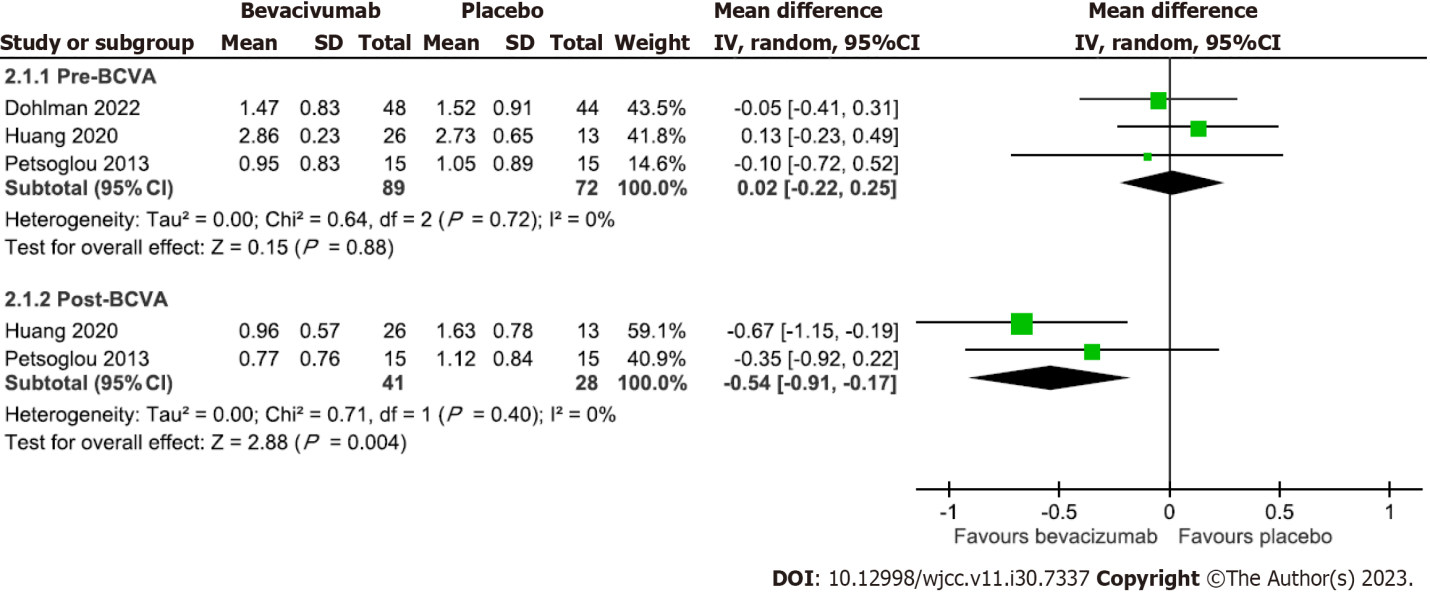 Bevacivumab Placebo Mean difference Mean difference
Study or subgroup Mean SD Total Mean SD Total Weight IV, random, 95%CI IV, random, 95%CI
2.1.1 Pre-BCVA
Dohlman 2022 1.47 0.83 48 1.52 0.91 44 43.5% -0.05 [-0.41, 0.31]
Huang 2020 2.86 0.23 26 2.73 0.65 13 41.8% 0.13 [-0.23, 0.49]
Petsoglou 2013 0.95 0.83 15 1.05 0.89 15 14.6% -0.10 [-0.72, 0.52]
Subtotal (95% CI) 89 72 100.0% 0.02 [-0.22, 0.25]
Heterogeneity: Tau² = 0.00; Chi² = 0.64, df = 2 (P = 0.72); I² = 0%
Test for overall effect: Z = 0.15 (P = 0.88)
2.1.2 Post-BCVA
Huang 2020 0.96 0.57 26 1.63 0.78 13 59.1% -0.67 [-1.15, -0.19]
Petsoglou 2013 0.77 0.76 15 1.12 0.84 15 40.9% -0.35 [-0.92, 0.22]
Subtotal (95% CI) 41 28 100.0% -0.54 [-0.91, -0.17]
Heterogeneity: Tau² = 0.00; Chi² = 0.71, df = 1 (P = 0.40); I² = 0%
Test for overall effect: Z = 2.88 (P = 0.004)
-1 -0.5 0 0.5 1
Favours bevacizumab Favours placebo
DOI: 10.12998/wjcc.v11.i30.7337 Copyright ©The Author(s) 2023.